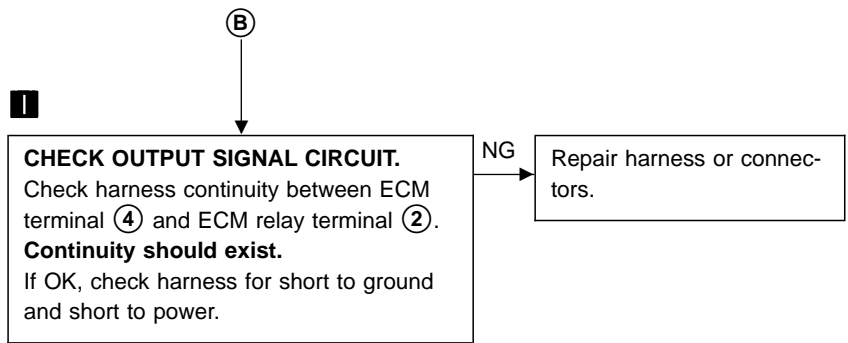 B
I
CHECK OUTPUT SIGNAL CIRCUIT.
Check harness continuity between ECM
terminal 4 and ECM relay terminal 2.
Continuity should exist.
If OK, check harness for short to ground
and short to power.
NG
Repair harness or connec-
tors.